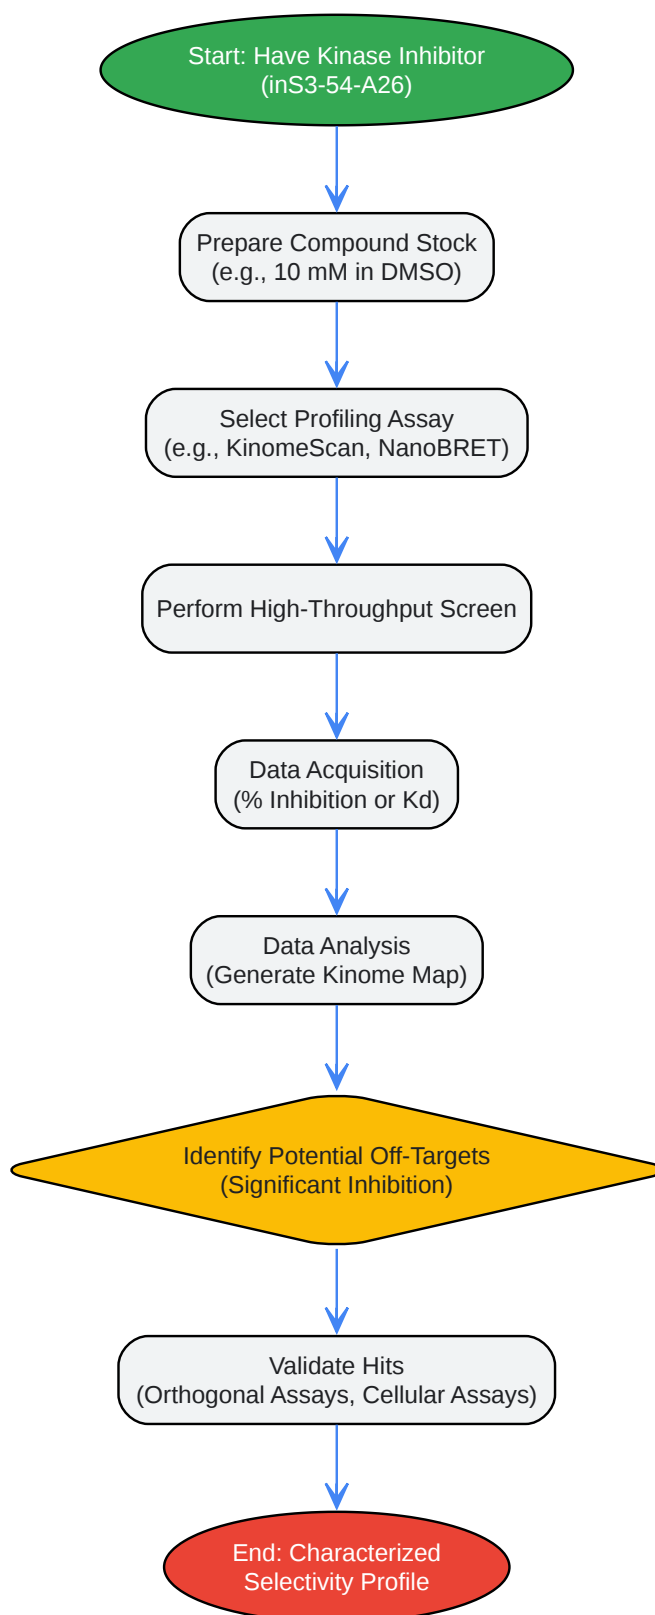 Start: Have Kinase Inhibitor
(inS3-54-A26)
Prepare Compound Stock
(e.g., 10 mM in DMSO)
Select Profiling Assay
(e.g., KinomeScan, NanoBRET)
Perform High-Throughput Screen
Data Acquisition
(% Inhibition or Kd)
Data Analysis
(Generate Kinome Map)
Identify Potential Off-Targets
(Significant Inhibition)
Validate Hits
(Orthogonal Assays, Cellular Assays)
End: Characterized
Selectivity Profile